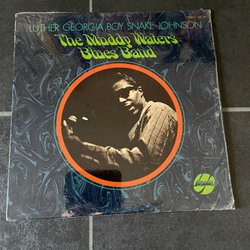 LUTHER GEORGIA BOY SNAKE JOHNSON
The Muddy Waters
Blues Band